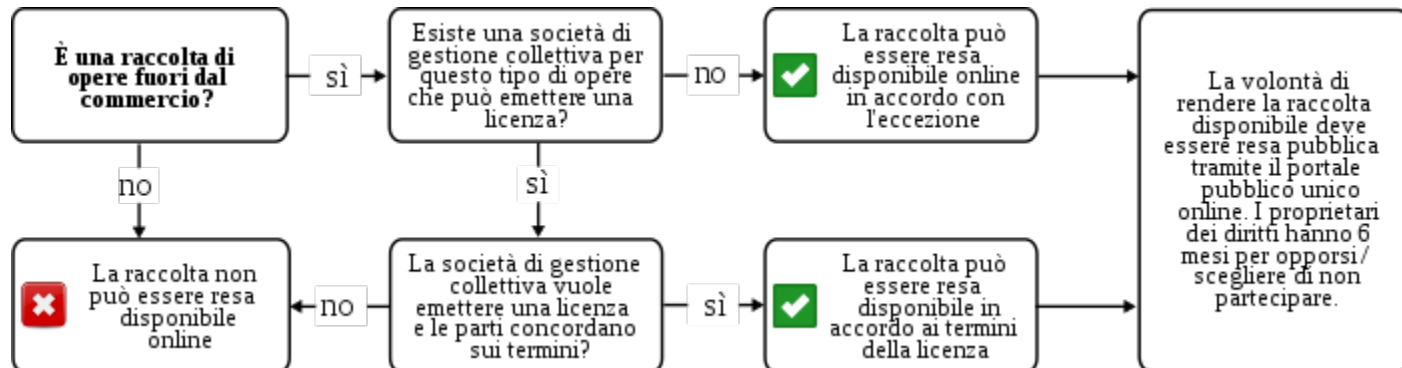 È una raccolta di
opere fuori dal
commercio?
sì
Esiste una società di
gestione collettiva per
questo tipo di opere
che può emettere una
licenza?
no
La raccolta può
essere resa
disponibile online
in accordo con
l'eccezione
La volontà di
rendere la raccolta
disponibile deve
essere resa pubblica
tramite il portale
pubblico unico
online. I proprietari
dei diritti hanno 6
mesi per opporsi/
scegliere di non
partecipare.
no
sì
La raccolta non
può essere resa
disponibile
online
no
La società di gestione
collettiva vuole
emettere una licenza
e le parti concordano
sui termini?
sì
La raccolta può
essere resa
disponibile in
accordo ai termini
della licenza